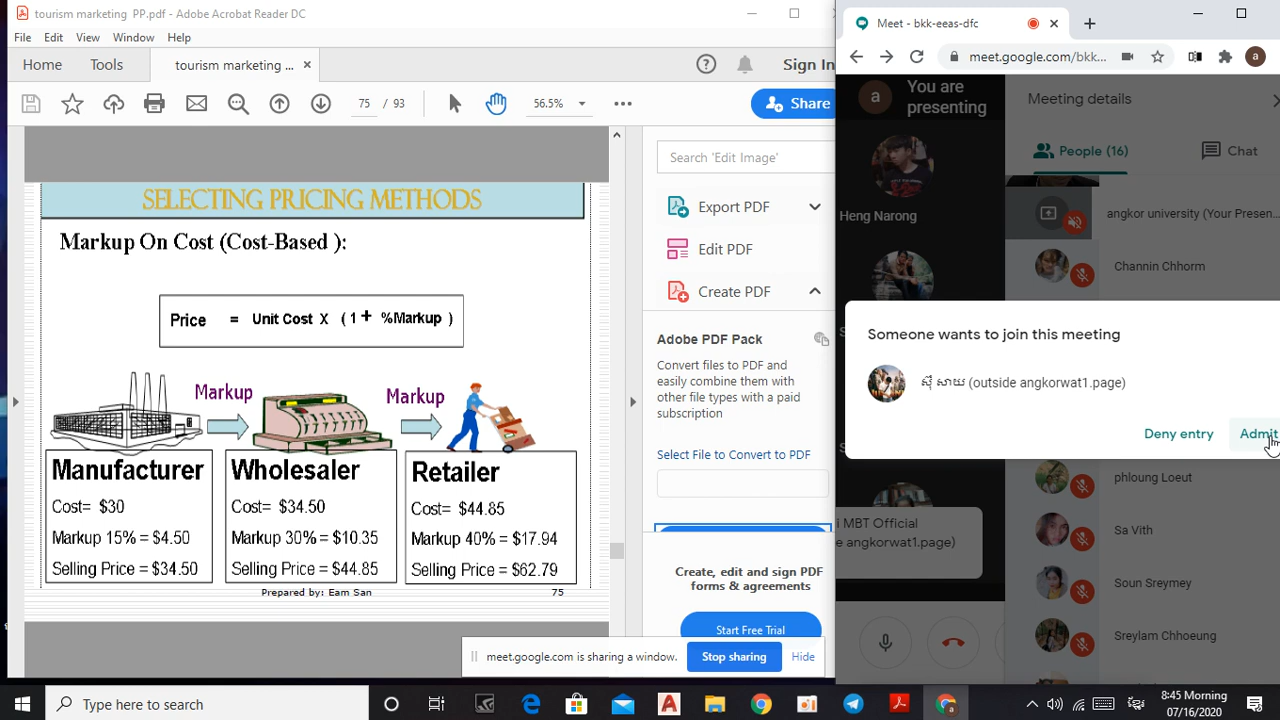 tourism marketing PP.pdf - Adobe Acrobat Reader DC
File Edit View Window Help
Home Tools tourism marketing ... ×
Sign In
75 / 93
56.5%
Share
SELECTING PRICING METHODS
Markup On Cost (Cost-Based ):
Price = Unit Cost X ( 1 + %Markup )
Markup
Markup
Manufacturer
Cost= $30
Markup 15% = $4.50
Selling Price = $34.50
Wholesaler
Cost= $34.50
Markup 30% = $10.35
Selling Price = $44.85
Retailer
Cost= $44.85
Markup 40% = $17.94
Selling Price = $62.79
Prepared by: Eam San
75
Search 'Edit Image'
Export PDF
Edit PDF
Create PDF
Adobe PDF Pack
Convert files to PDF and
easily combine them with
other file types with a paid
subscription
Select File to Convert to PDF
Create, edit and sign PDF
forms & agreements
Start Free Trial
meet.google.com is sharing a window.
Stop sharing
Hide
Meet - bkk-eeas-dfc
meet.google.com/bkk...
a
a
You are
presenting
Heng Narong
Meeting details
People (16)
Chat
angkor university (Your Presen...
Channin Chhorm
Someone wants to join this meeting
ស៊ី សាយ (outside angkorwat1.page)
Deny entry
Admit
i MBT Official
e angkorwat1.page)
phloung Loeut
Sa Vith
Soun Sreymey
Sreylam Chhoeung
Type here to search
8:45 Morning
07/16/2020